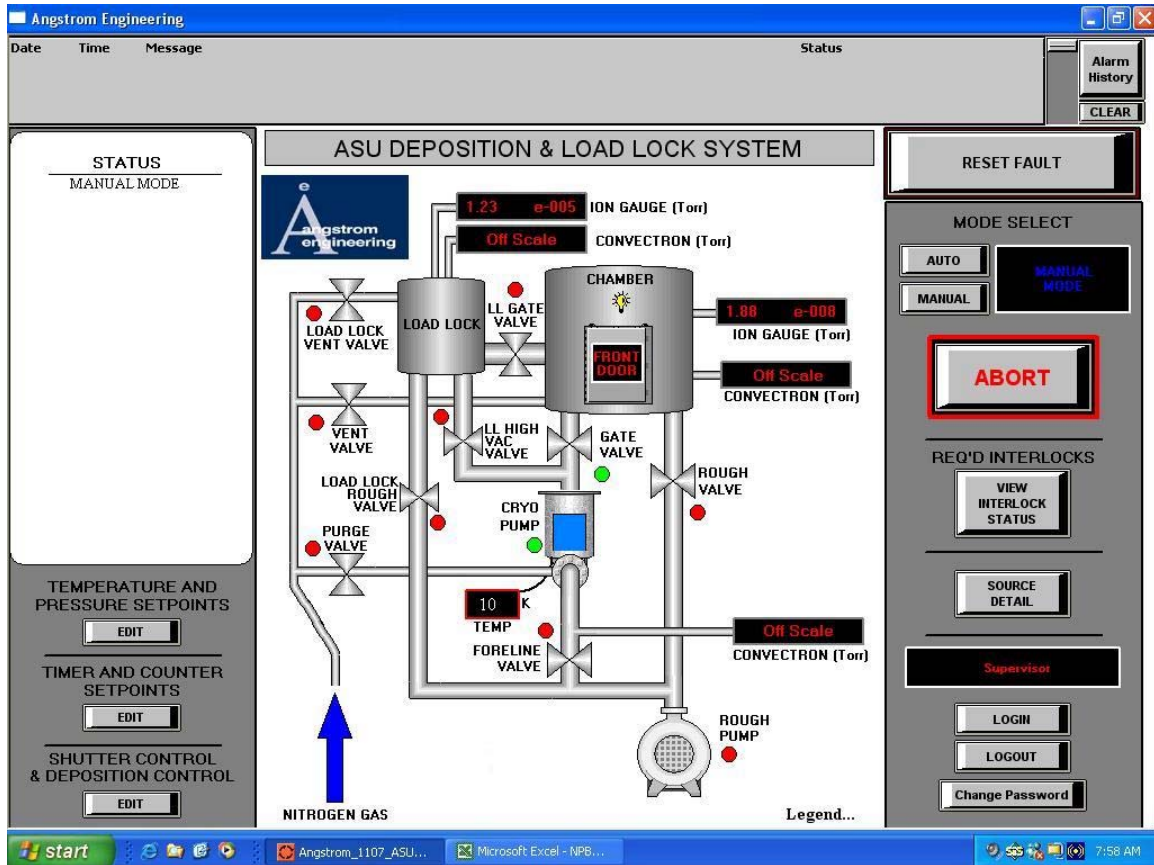 Angstrom Engineering
Date Time Message Status
Alarm
History
CLEAR
STATUS
MANUAL MODE
TEMPERATURE AND
PRESSURE SETPOINTS
EDIT
TIMER AND COUNTER
SETPOINTS
EDIT
SHUTTER CONTROL
& DEPOSITION CONTROL
EDIT
ASU DEPOSITION & LOAD LOCK SYSTEM
e
Angstrom
engineering
1.23 e-005 ION GAUGE (Torr)
Off Scale CONVECTRON (Torr)
CHAMBER
LOAD LOCK
LL GATE
VALVE
LOAD LOCK
VENT VALVE
FRONT
DOOR
1.88 e-008
ION GAUGE (Torr)
Off Scale
CONVECTRON (Torr)
VENT
VALVE
LL HIGH
VAC
VALVE
GATE
VALVE
LOAD LOCK
ROUGH
VALVE
ROUGH
VALVE
CRYO
PUMP
PURGE
VALVE
10 K
TEMP
FORELINE
VALVE
Off Scale
CONVECTRON (Torr)
ROUGH
PUMP
NITROGEN GAS
Legend...
RESET FAULT
MODE SELECT
AUTO
MANUAL
MANUAL
MODE
ABORT
REQ'D INTERLOCKS
VIEW
INTERLOCK
STATUS
SOURCE
DETAIL
Supervisor
LOGIN
LOGOUT
Change Password
start
Angstrom_1107_ASU...
Microsoft Excel - NPB...
SiS
7:58 AM